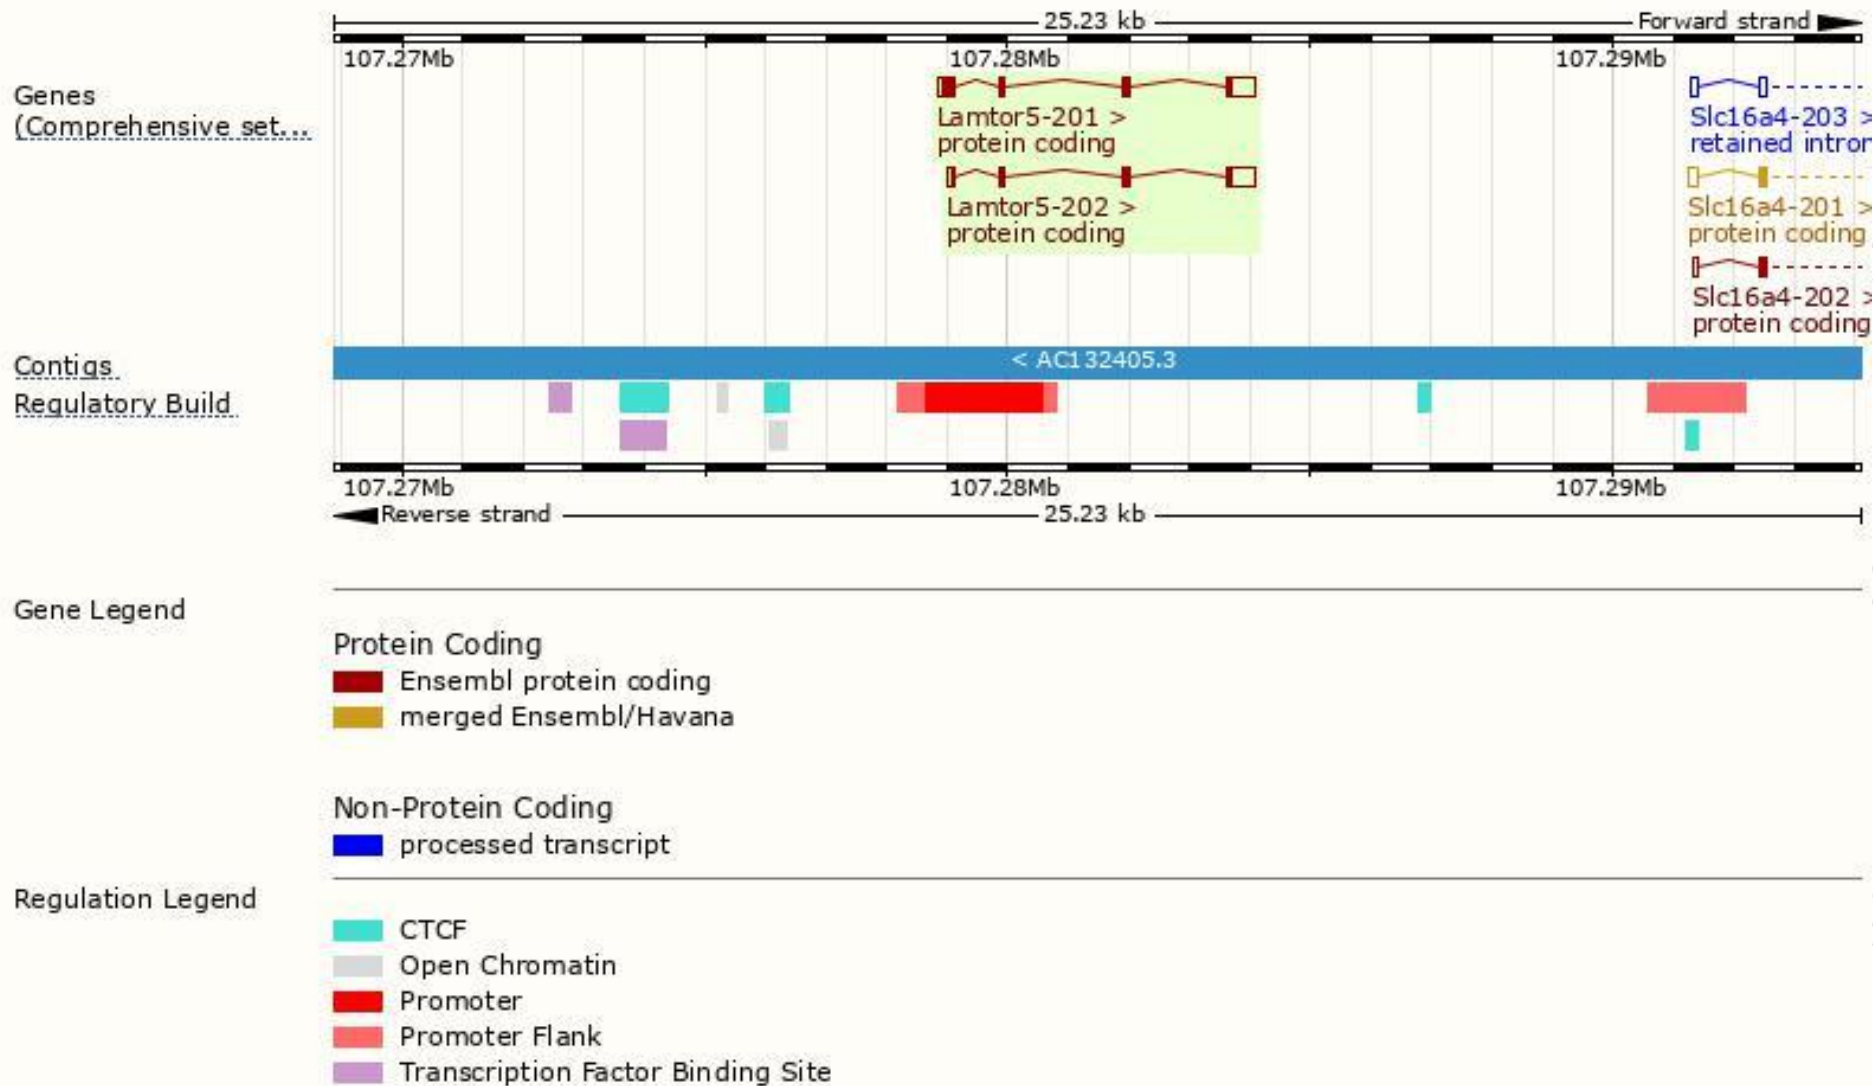 25.23 kb
Forward strand
107.27Mb
107.28Mb
107.29Mb
Genes
(Comprehensive set...
Lamtor5-201 >
protein coding
Lamtor5-202 >
protein coding
Slc16a4-203 >
retained intron
Slc16a4-201 >
protein coding
Slc16a4-202 >
protein coding
Contigs
< AC132405.3
Regulatory Build
107.27Mb
107.28Mb
107.29Mb
Reverse strand
25.23 kb
Gene Legend
Protein Coding
Ensembl protein coding
merged Ensembl/Havana
Non-Protein Coding
processed transcript
Regulation Legend
CTCF
Open Chromatin
Promoter
Promoter Flank
Transcription Factor Binding Site